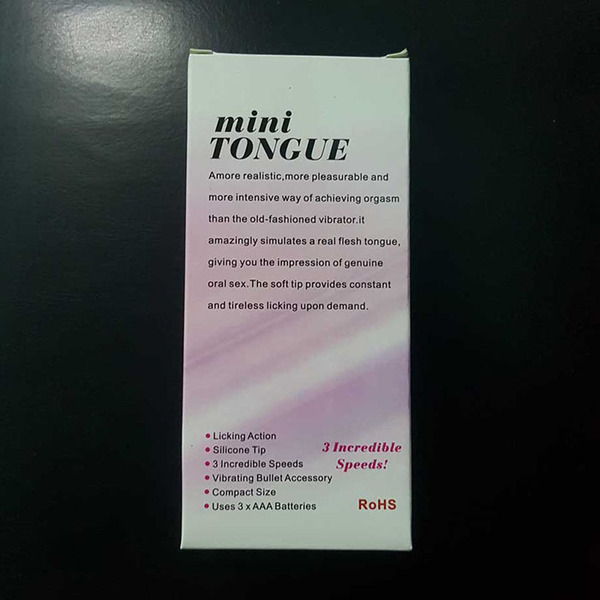 mini
TONGUE
Amore realistic,more pleasurable and
more intensive way of achieving orgasm
than the old-fashioned vibrator.it
amazingly simulates a real flesh tongue,
giving you the impression of genuine
oral sex.The soft tip provides constant
and tireless licking upon demand.
• Licking Action
• Silicone Tip
• 3 Incredible Speeds
• Vibrating Bullet Accessory
• Compact Size
• Uses 3 x AAA Batteries
3 Incredible
Speeds!
RoHS